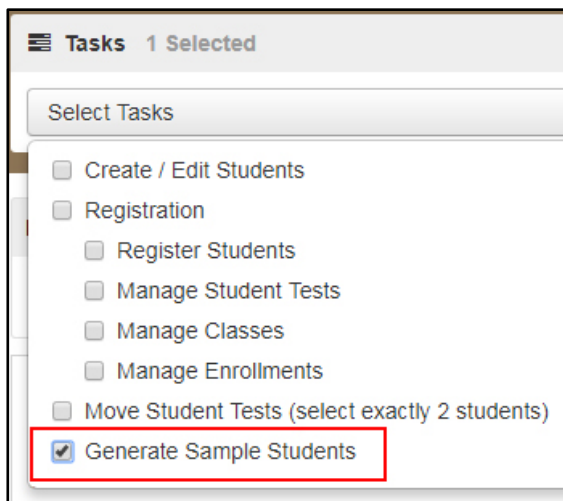 Tasks 1 Selected
Select Tasks
Create / Edit Students
Registration
Register Students
Manage Student Tests
Manage Classes
Manage Enrollments
Move Student Tests (select exactly 2 students)
Generate Sample Students